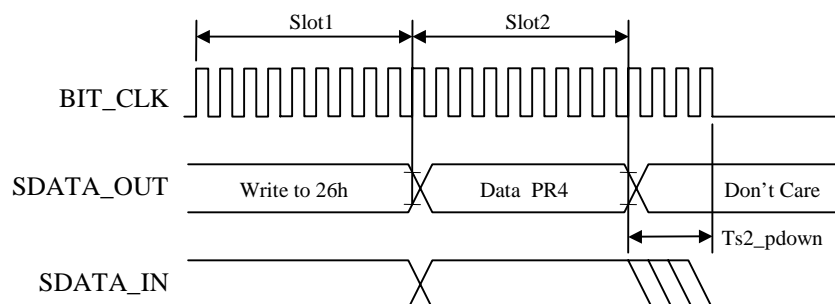 Slot1
Slot2
BIT_CLK
SDATA_OUT
Write to 26h
Data PR4
Don't Care
Ts2_pdown
SDATA_IN